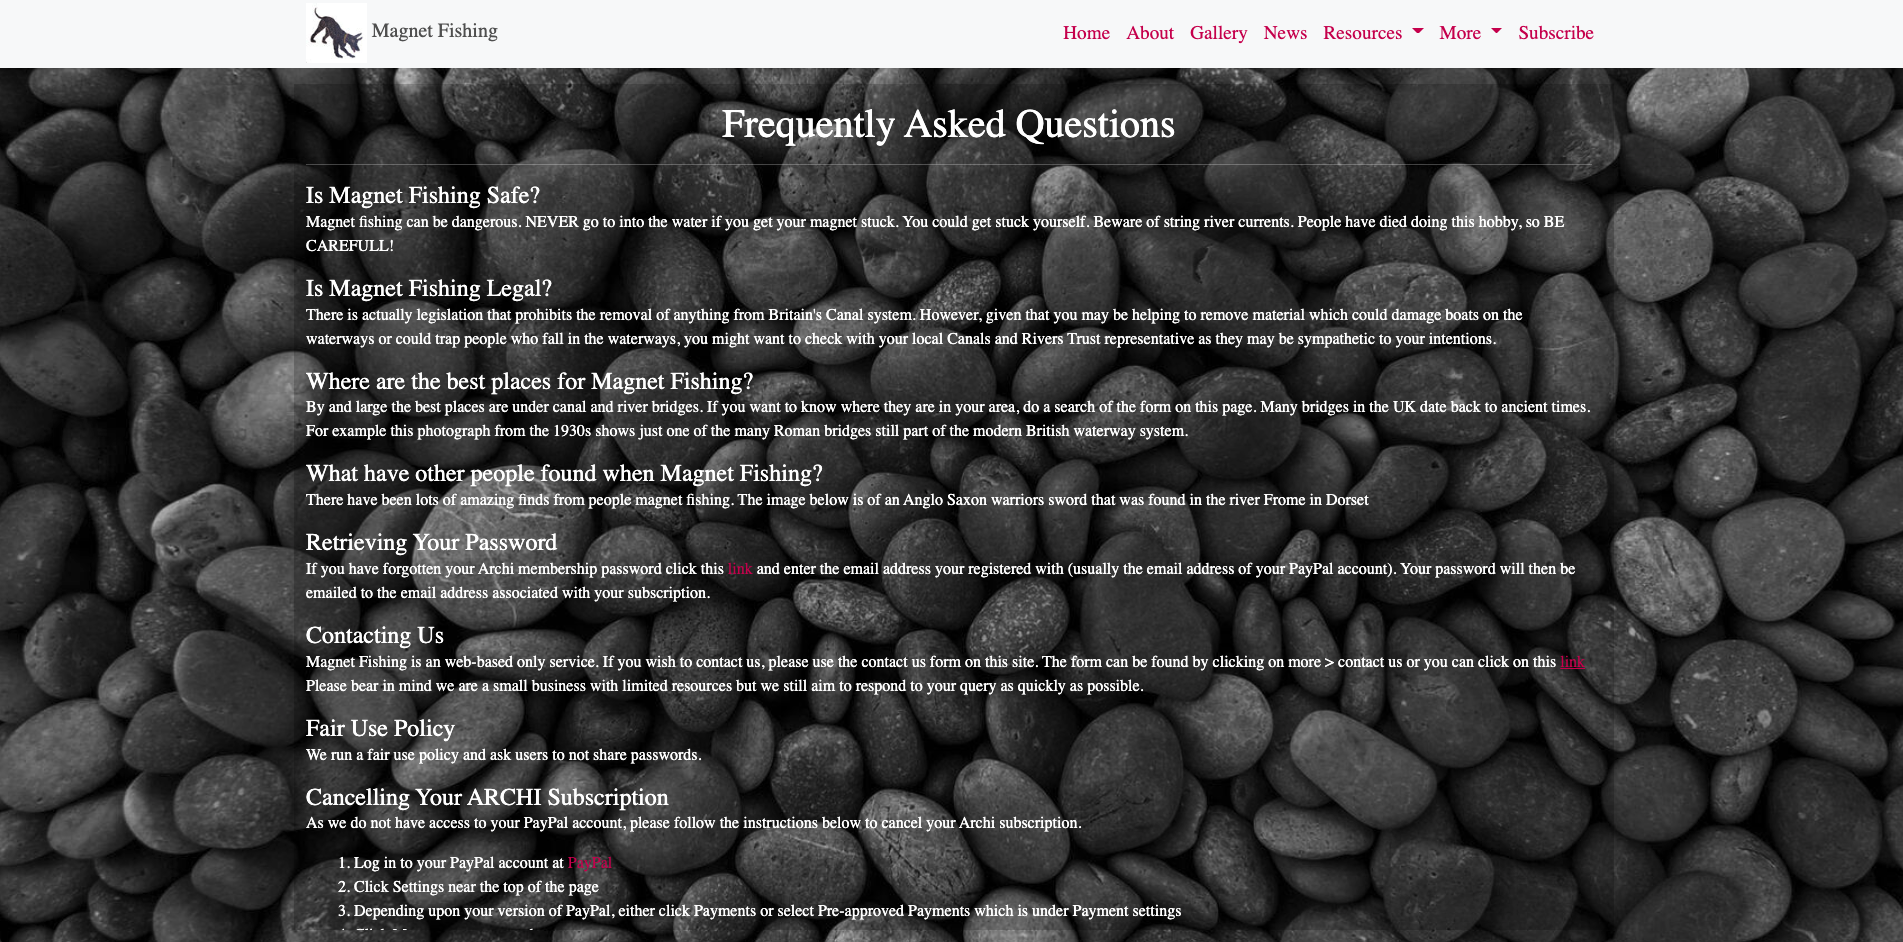 Magnet Fishing
Home About Gallery News Resources More Subscribe
Frequently Asked Questions
Is Magnet Fishing Safe?
Magnet fishing can be dangerous. NEVER go to into the water if you get your magnet stuck. You could get stuck yourself. Beware of string river currents. People have died doing this hobby, so BE
CAREFULL!
Is Magnet Fishing Legal?
There is actually legislation that prohibits the removal of anything from Britain's Canal system. However, given that you may be helping to remove material which could damage boats on the
waterways or could trap people who fall in the waterways, you might want to check with your local Canals and Rivers Trust representative as they may be sympathetic to your intentions.
Where are the best places for Magnet Fishing?
By and large the best places are under canal and river bridges. If you want to know where they are in your area, do a search of the form on this page. Many bridges in the UK date back to ancient times.
For example this photograph from the 1930s shows just one of the many Roman bridges still part of the modern British waterway system.
What have other people found when Magnet Fishing?
There have been lots of amazing finds from people magnet fishing. The image below is of an Anglo Saxon warriors sword that was found in the river Frome in Dorset
Retrieving Your Password
If you have forgotten your Archi membership password click this link and enter the email address your registered with (usually the email address of your PayPal account). Your password will then be
emailed to the email address associated with your subscription.
Contacting Us
Magnet Fishing is an web-based only service. If you wish to contact us, please use the contact us form on this site. The form can be found by clicking on more > contact us or you can click on this link.
Please bear in mind we are a small business with limited resources but we still aim to respond to your query as quickly as possible.
Fair Use Policy
We run a fair use policy and ask users to not share passwords.
Cancelling Your ARCHI Subscription
As we do not have access to your PayPal account, please follow the instructions below to cancel your Archi subscription.
1. Log in to your PayPal account at PayPal
2. Click Settings near the top of the page
3. Depending upon your version of PayPal, either click Payments or select Pre-approved Payments which is under Payment settings